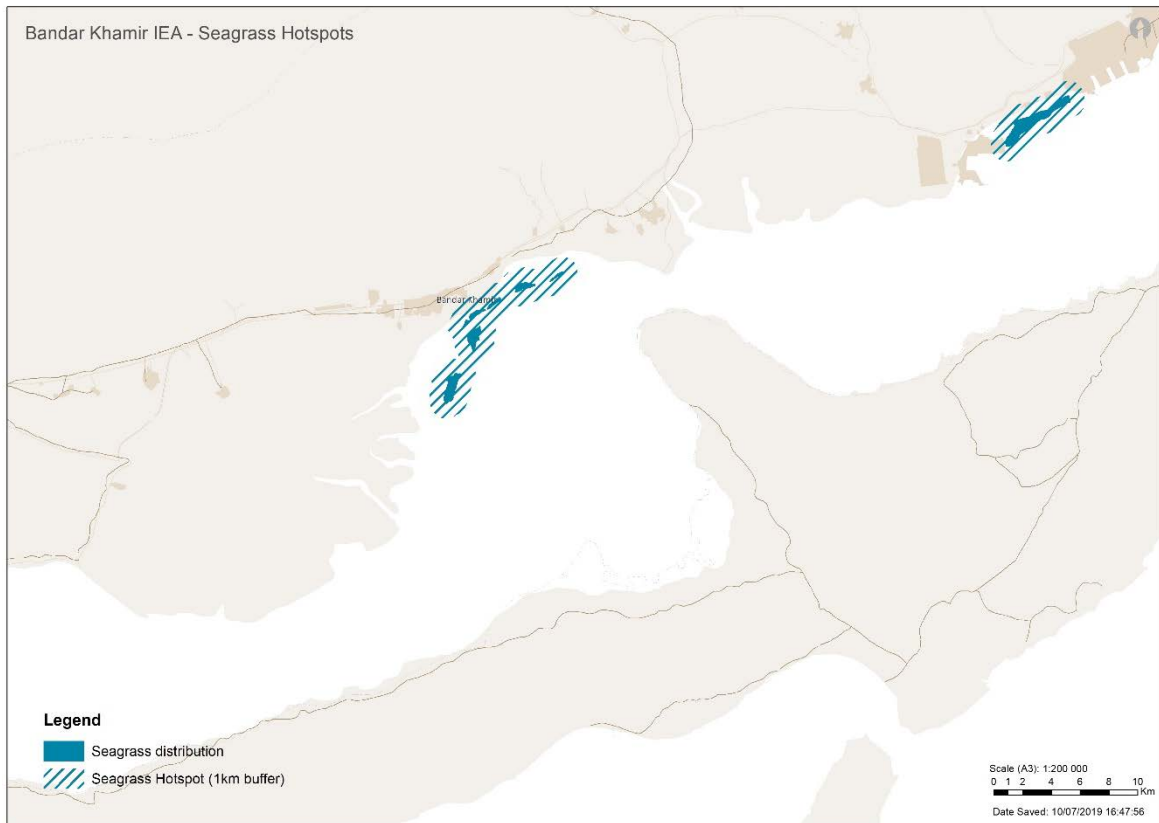 Bandar Khamir IEA - Seagrass Hotspots
Bandar Khamir
Legend
Seagrass distribution
Seagrass Hotspot (1km buffer)
Scale (A3): 1:200 000
0 1 2 4 6 8 10
Km
Date Saved: 10/07/2019 16:47:56